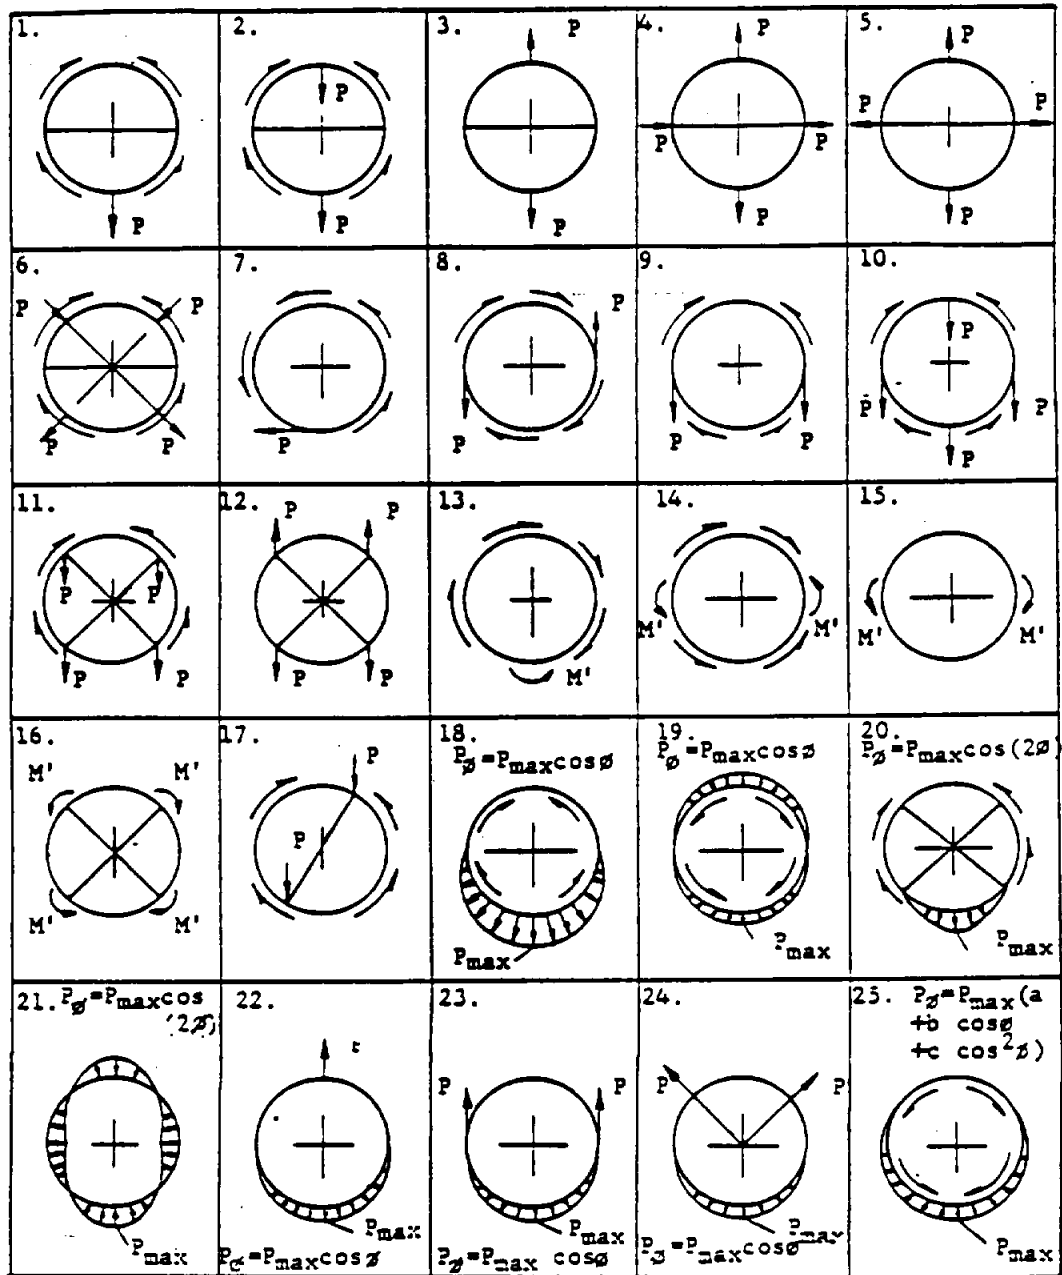 1.
P
2.
P
P
3.
P
P
4.
P
P
P
P
5.
P
P
P
P
6.
P
P
P
P
7.
P
8.
P
P
9.
P
P
10.
P
P
P
P
11.
P
P
P
P
12.
P
P
P
P
13.
M'
14.
M'
M'
15.
M'
M'
16.
M'
M'
M'
M'
17.
P
P
18.
Pø=Pmaxcosø
Pmax
19.
Pø=Pmaxcosø
Pmax
20.
Pø=Pmaxcos(2ø)
Pmax
21. Pø=Pmaxcos
(2ø)
Pmax
22.
Pmax
Pø=Pmaxcosø
23.
P
P
Pmax
Pø=Pmax cosø
24.
P
P
Pmax
Pø=Pmaxcosø
25. Pø=Pmax(a
+b cosø
+c cos²ø)
Pmax